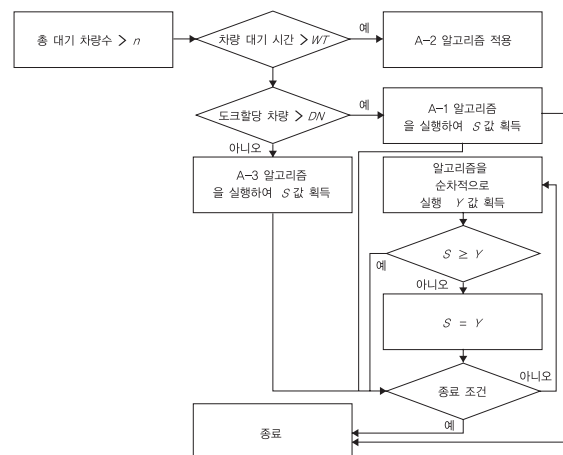 총 대기 차량수 > n
차량 대기 시간 > WT
예
A-2 알고리즘 적용
도크할당 차량 > DN
예
A-1 알고리즘
을 실행하여 S 값 획득
아니오
A-3 알고리즘
을 실행하여 S 값 획득
알고리즘을
순차적으로
실행 Y 값 획득
S ≥ Y
예
아니오
S = Y
종료 조건
아니오
예
종료